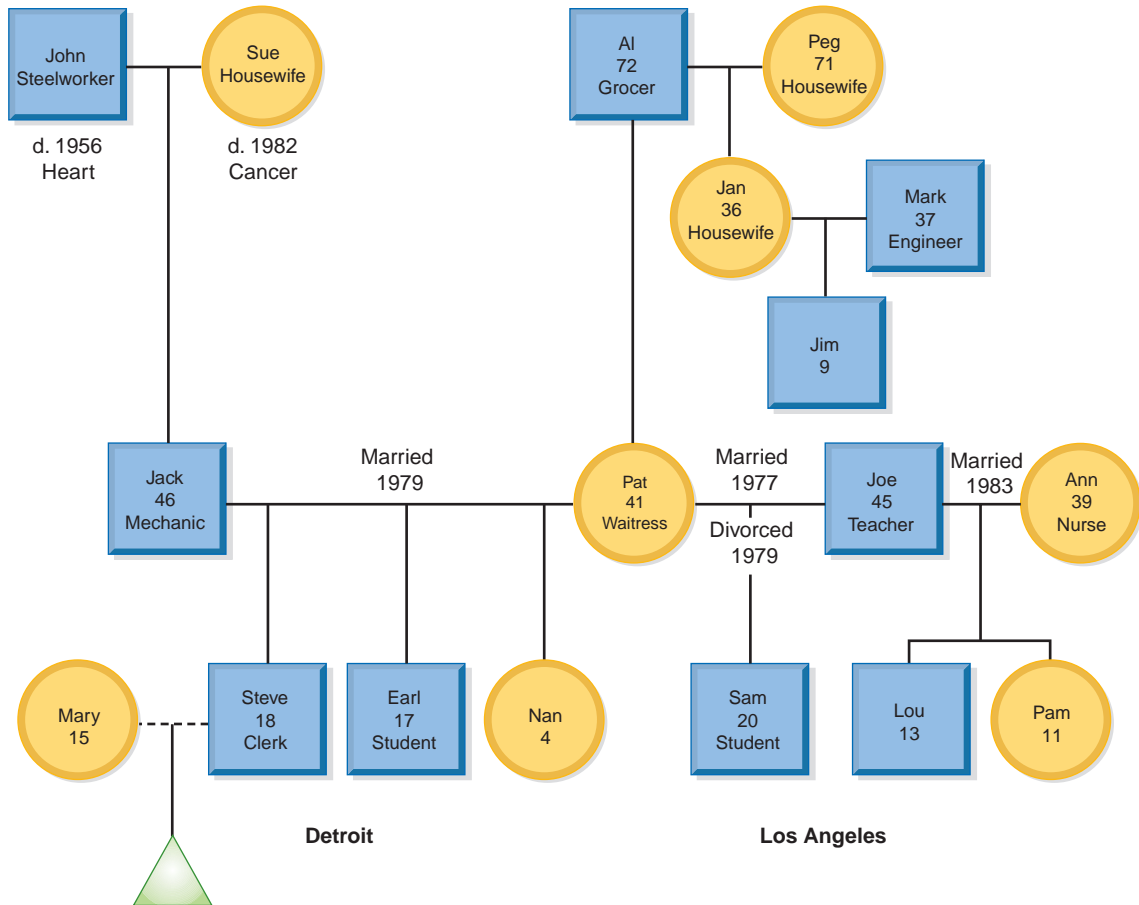 John
Steelworker
Sue
Housewife
Al
72
Grocer
Peg
71
Housewife
d. 1956
Heart
d. 1982
Cancer
Jan
36
Housewife
Mark
37
Engineer
Jim
9
Jack
46
Mechanic
Married
1979
Pat
41
Waitress
Married
1977
Divorced
1979
Joe
45
Teacher
Married
1983
Ann
39
Nurse
Mary
15
Steve
18
Clerk
Earl
17
Student
Nan
4
Sam
20
Student
Lou
13
Pam
11
Detroit
Los Angeles